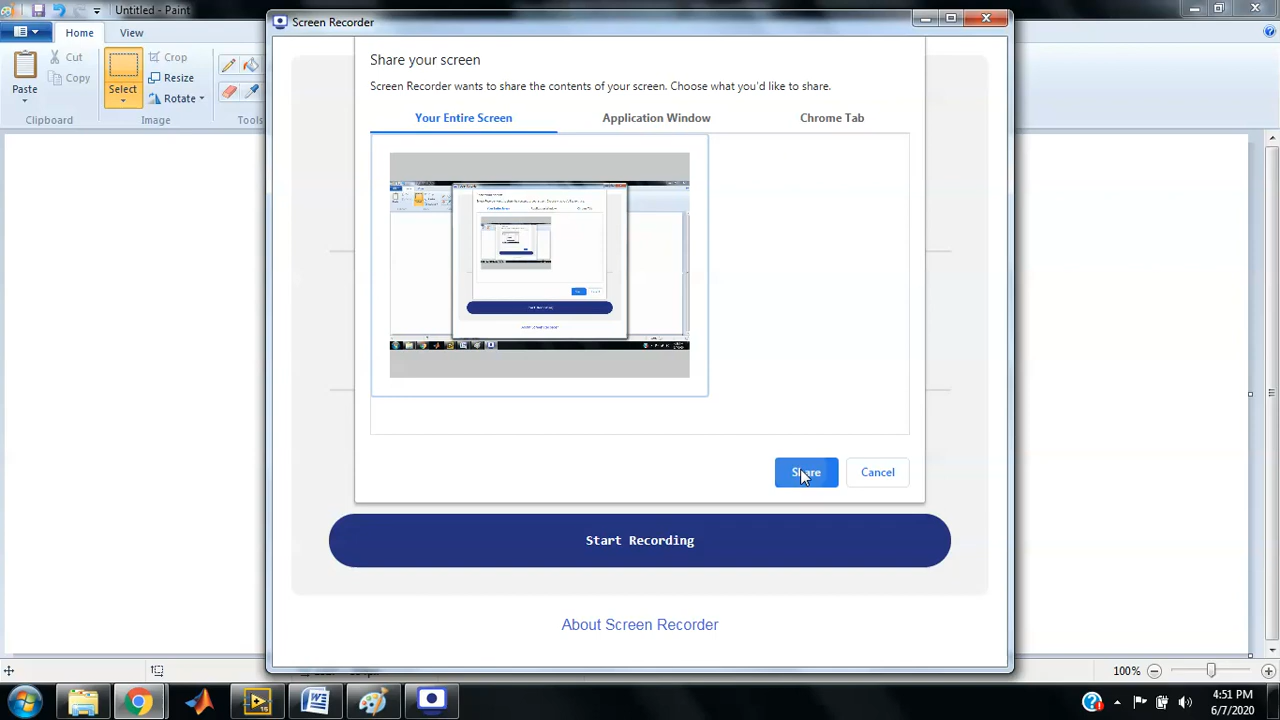 Untitled - Paint
Home
View
Paste
Cut
Copy
Clipboard
Select
Crop
Resize
Rotate
Image
Tools
Screen Recorder
Share your screen
Screen Recorder wants to share the contents of your screen. Choose what you'd like to share.
Your Entire Screen
Application Window
Chrome Tab
Share
Cancel
Start Recording
About Screen Recorder
100%
4:51 PM
6/7/2020